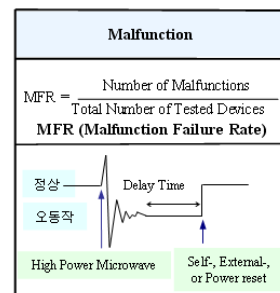 Malfunction
MFR = Number of Malfunctions / Total Number of Tested Devices
MFR (Malfunction Failure Rate)
정상
Delay Time
오동작
High Power Microwave
Self-, External-,
or Power reset